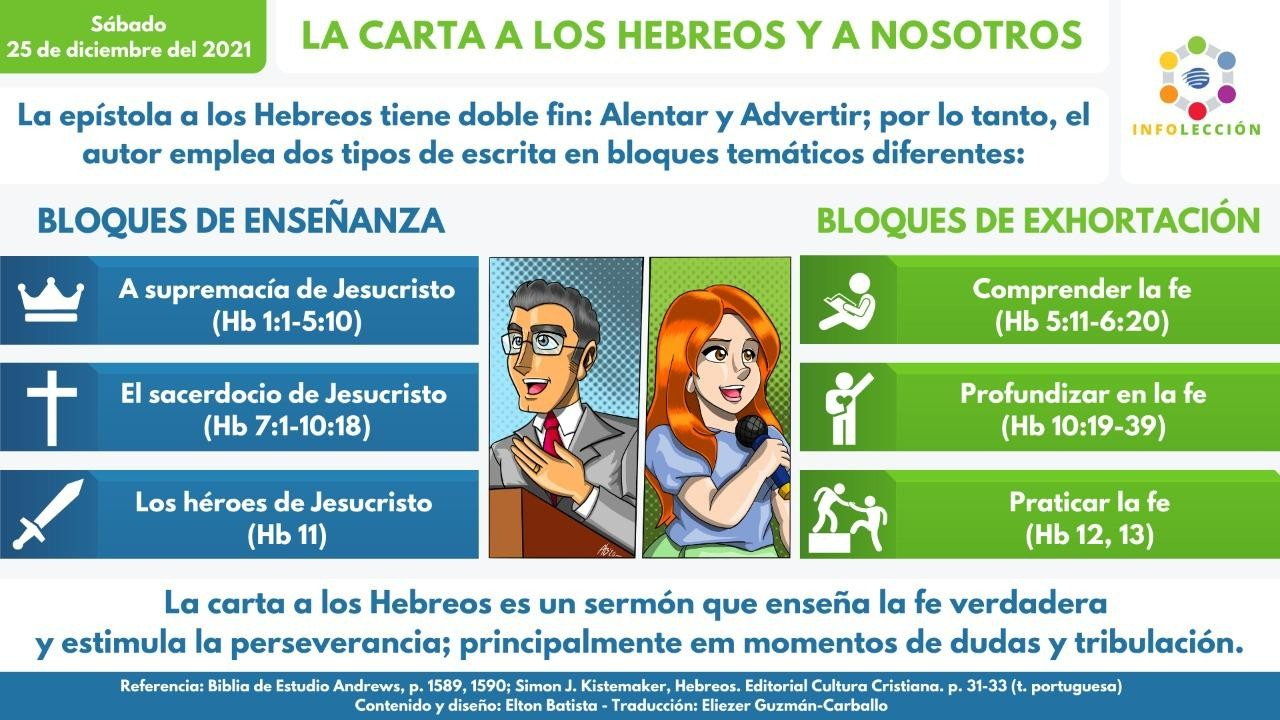 Sábado
25 de diciembre del 2021
LA CARTA A LOS HEBREOS Y A NOSOTROS
INFOLECCIÓN
La epístola a los Hebreos tiene doble fin: Alentar y Advertir; por lo tanto, el
autor emplea dos tipos de escrita en bloques temáticos diferentes:
BLOQUES DE ENSEÑANZA
A supremacía de Jesucristo
(Hb 1:1-5:10)
El sacerdocio de Jesucristo
(Hb 7:1-10:18)
Los héroes de Jesucristo
(Hb 11)
BLOQUES DE EXHORTACIÓN
Comprender la fe
(Hb 5:11-6:20)
Profundizar en la fe
(Hb 10:19-39)
Praticar la fe
(Hb 12, 13)
La carta a los Hebreos es un sermón que enseña la fe verdadera
y estimula la perseverancia; principalmente em momentos de dudas y tribulación.
Referencia: Biblia de Estudio Andrews, p. 1589, 1590; Simon J. Kistemaker, Hebreos. Editorial Cultura Cristiana. p. 31-33 (t. portuguesa)
Contenido y diseño: Elton Batista - Traducción: Eliezer Guzmán-Carballo